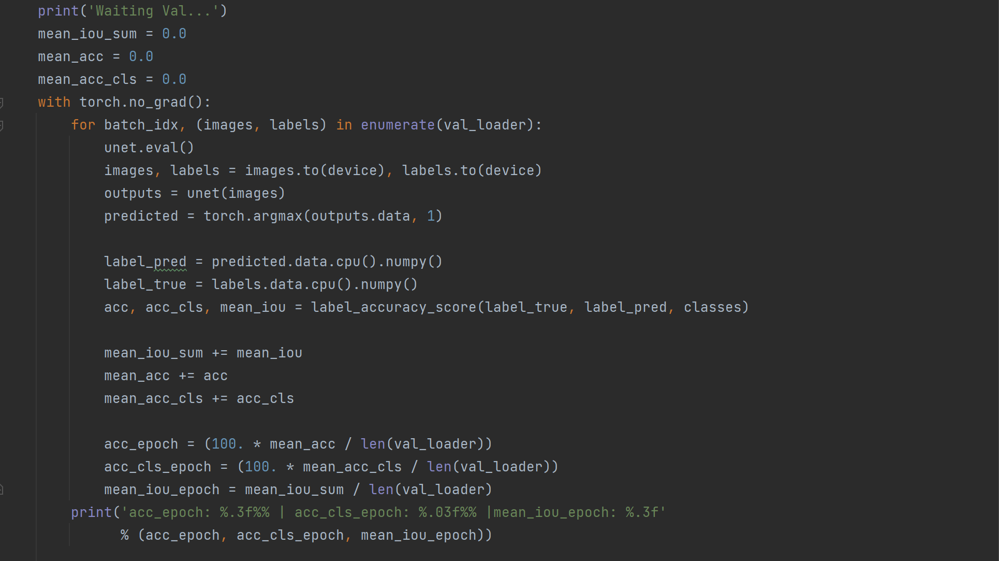 print('Waiting Val...')
mean_iou_sum = 0.0
mean_acc = 0.0
mean_acc_cls = 0.0
with torch.no_grad():
    for batch_idx, (images, labels) in enumerate(val_loader):
        unet.eval()
        images, labels = images.to(device), labels.to(device)
        outputs = unet(images)
        predicted = torch.argmax(outputs.data, 1)

        label_pred = predicted.data.cpu().numpy()
        label_true = labels.data.cpu().numpy()
        acc, acc_cls, mean_iou = label_accuracy_score(label_true, label_pred, classes)

        mean_iou_sum += mean_iou
        mean_acc += acc
        mean_acc_cls += acc_cls

        acc_epoch = (100. * mean_acc / len(val_loader))
        acc_cls_epoch = (100. * mean_acc_cls / len(val_loader))
        mean_iou_epoch = mean_iou_sum / len(val_loader)
    print('acc_epoch: %.3f%% | acc_cls_epoch: %.03f%% |mean_iou_epoch: %.3f'
          % (acc_epoch, acc_cls_epoch, mean_iou_epoch))